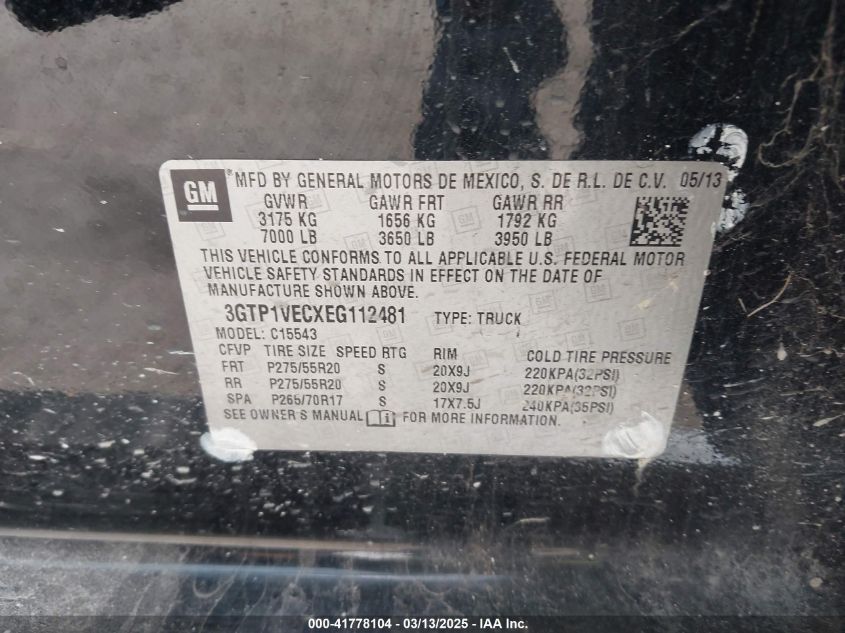 GM ® MFD BY GENERAL MOTORS DE MEXICO, S. DE R.L. DE C.V. 05/13
GVWR GAWR FRT GAWR RR
3175 KG 1656 KG 1792 KG
7000 LB 3650 LB 3950 LB
THIS VEHICLE CONFORMS TO ALL APPLICABLE U.S. FEDERAL MOTOR
VEHICLE SAFETY STANDARDS IN EFFECT ON THE DATE OF
MANUFACTURE SHOWN ABOVE.
3GTP1VECXEG112481 TYPE: TRUCK
MODEL: C15543
CFVP TIRE SIZE SPEED RTG RIM COLD TIRE PRESSURE
FRT P275/55R20 S 20X9J 220KPA(32PSI)
RR P275/55R20 S 20X9J 220KPA(32PSI)
SPA P265/70R17 S 17X7.5J 240KPA(35PSI)
SEE OWNER'S MANUAL FOR MORE INFORMATION.
000-41778104 - 03/13/2025 - IAA Inc.